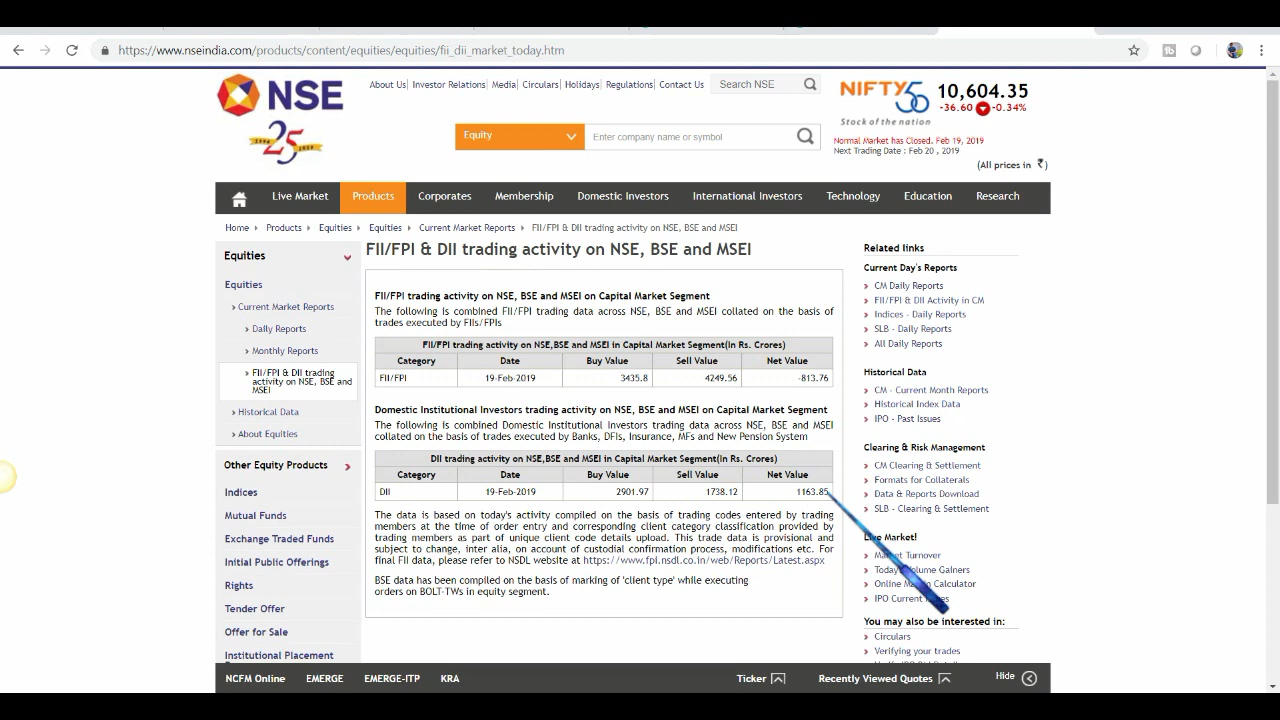 https://www.nseindia.com/products/content/equities/equities/fii_dii_market_today.htm
NSE
25
About Us
Investor Relations
Media
Circulars
Holidays
Regulations
Contact Us
Search NSE
Equity
Enter company name or symbol
NIFTY 50
Stock of the nation
10,604.35
-36.60 -0.34%
Normal Market has Closed. Feb 19, 2019
Next Trading Date : Feb 20 , 2019
(All prices in ₹)
Live Market
Products
Corporates
Membership
Domestic Investors
International Investors
Technology
Education
Research
Home
Products
Equities
Equities
Current Market Reports
FII/FPI & DII trading activity on NSE, BSE and MSEI
Equities
Equities
Current Market Reports
Daily Reports
Monthly Reports
FII/FPI & DII trading
activity on NSE, BSE and
MSEI
Historical Data
About Equities
Other Equity Products
Indices
Mutual Funds
Exchange Traded Funds
Initial Public Offerings
Rights
Tender Offer
Offer for Sale
Institutional Placement
FII/FPI & DII trading activity on NSE, BSE and MSEI
FII/FPI trading activity on NSE, BSE and MSEI on Capital Market Segment
The following is combined FII/FPI trading data across NSE, BSE and MSEI collated on the basis of
trades executed by FIIs/FPIs
FII/FPI trading activity on NSE,BSE and MSEI in Capital Market Segment(In Rs. Crores)
Category Date Buy Value Sell Value Net Value
FII/FPI 19-Feb-2019 3435.8 4249.56 -813.76
Domestic Institutional Investors trading activity on NSE, BSE and MSEI on Capital Market Segment
The following is combined Domestic Institutional Investors trading data across NSE, BSE and MSEI
collated on the basis of trades executed by Banks, DFIs, Insurance, MFs and New Pension System
DII trading activity on NSE,BSE and MSEI in Capital Market Segment(In Rs. Crores)
Category Date Buy Value Sell Value Net Value
DII 19-Feb-2019 2901.97 1738.12 1163.85
The data is based on today's activity compiled on the basis of trading codes entered by trading
members at the time of order entry and corresponding client category classification provided by
trading members as part of unique client code details upload. This trade data is provisional and
subject to change, inter alia, on account of custodial confirmation process, modifications etc. For
final FII data, please refer to NSDL website at https://www.fpi.nsdl.co.in/web/Reports/Latest.aspx
BSE data has been compiled on the basis of marking of 'client type' while executing
orders on BOLT-TWs in equity segment.
Related links
Current Day's Reports
CM Daily Reports
FII/FPI & DII Activity in CM
Indices - Daily Reports
SLB - Daily Reports
All Daily Reports
Historical Data
CM - Current Month Reports
Historical Index Data
IPO - Past Issues
Clearing & Risk Management
CM Clearing & Settlement
Formats for Collaterals
Data & Reports Download
SLB - Clearing & Settlement
Live Market!
Market Turnover
Today's Volume Gainers
Online Calculator
IPO Current
You may also be interested in:
Circulars
Verifying your trades
NCFM Online
EMERGE
EMERGE-ITP
KRA
Ticker
Recently Viewed Quotes
Hide